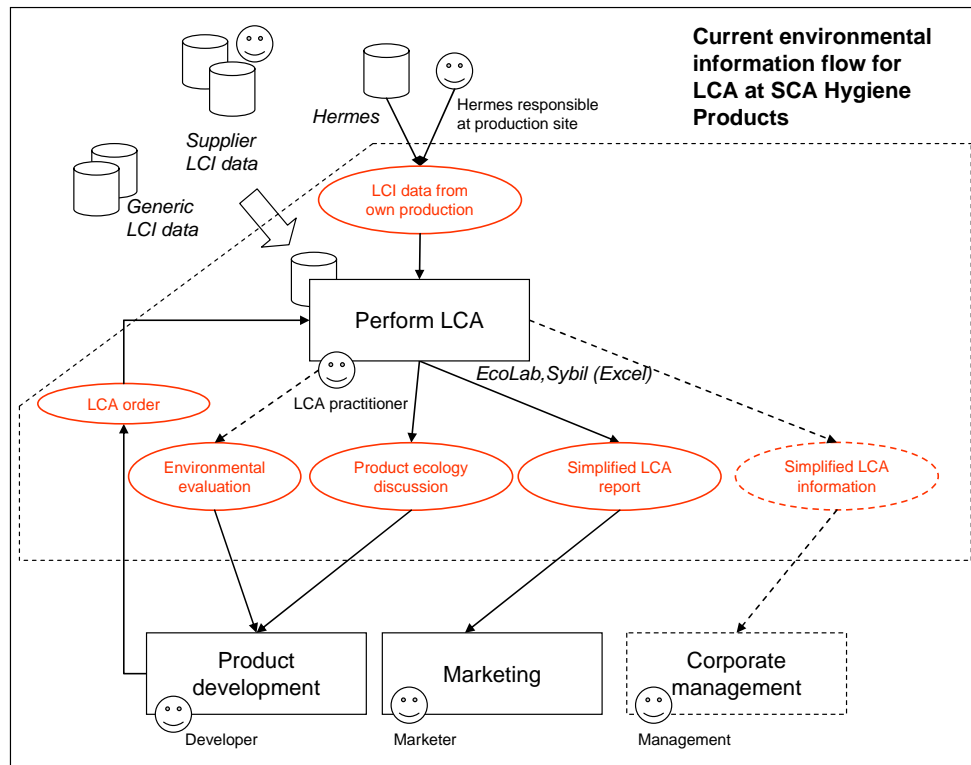 Current environmental
information flow for
LCA at SCA Hygiene
Products
Hermes
Hermes responsible
at production site
Supplier
LCI data
Generic
LCI data
LCI data from
own production
Perform LCA
EcoLab,Sybil (Excel)
LCA practitioner
LCA order
Environmental
evaluation
Product ecology
discussion
Simplified LCA
report
Simplified LCA
information
Product
development
Marketing
Corporate
management
Developer
Marketer
Management